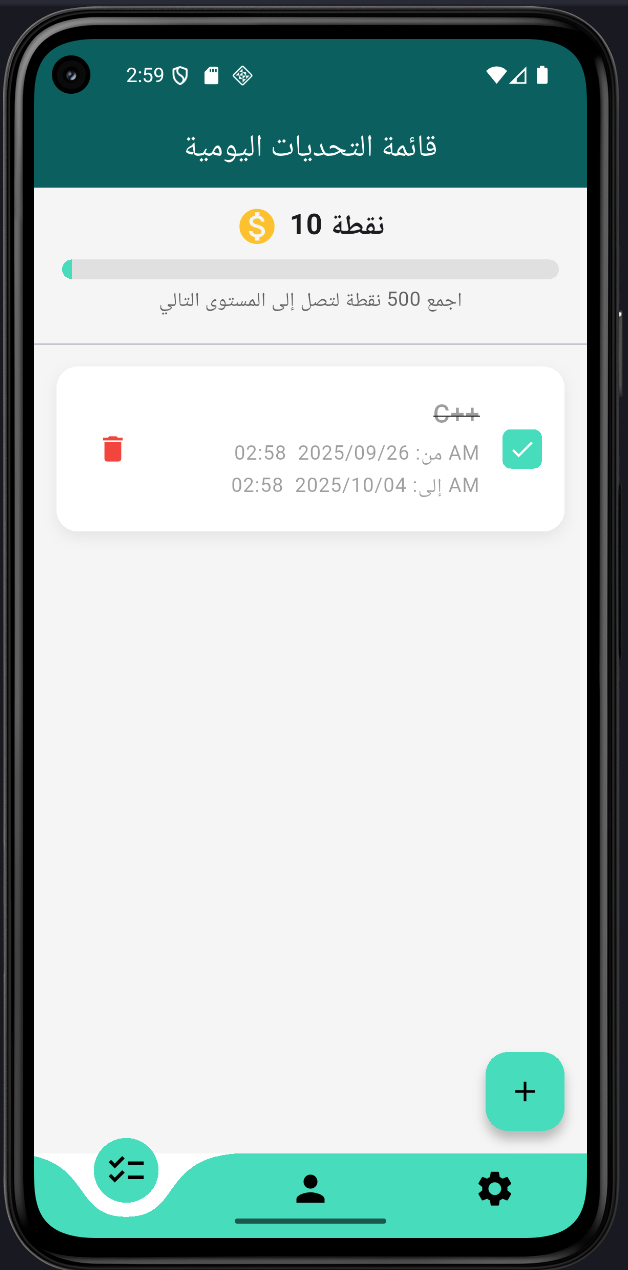 2:59
قائمة التحديات اليومية
10 نقطة
اجمع 500 نقطة لتصل إلى المستوى التالي
C++
من: 2025/09/26 02:58 AM
إلى: 2025/10/04 02:58 AM